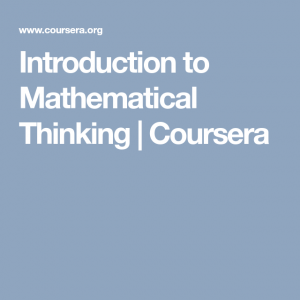 www.coursera.org
Introduction to
Mathematical
Thinking | Coursera